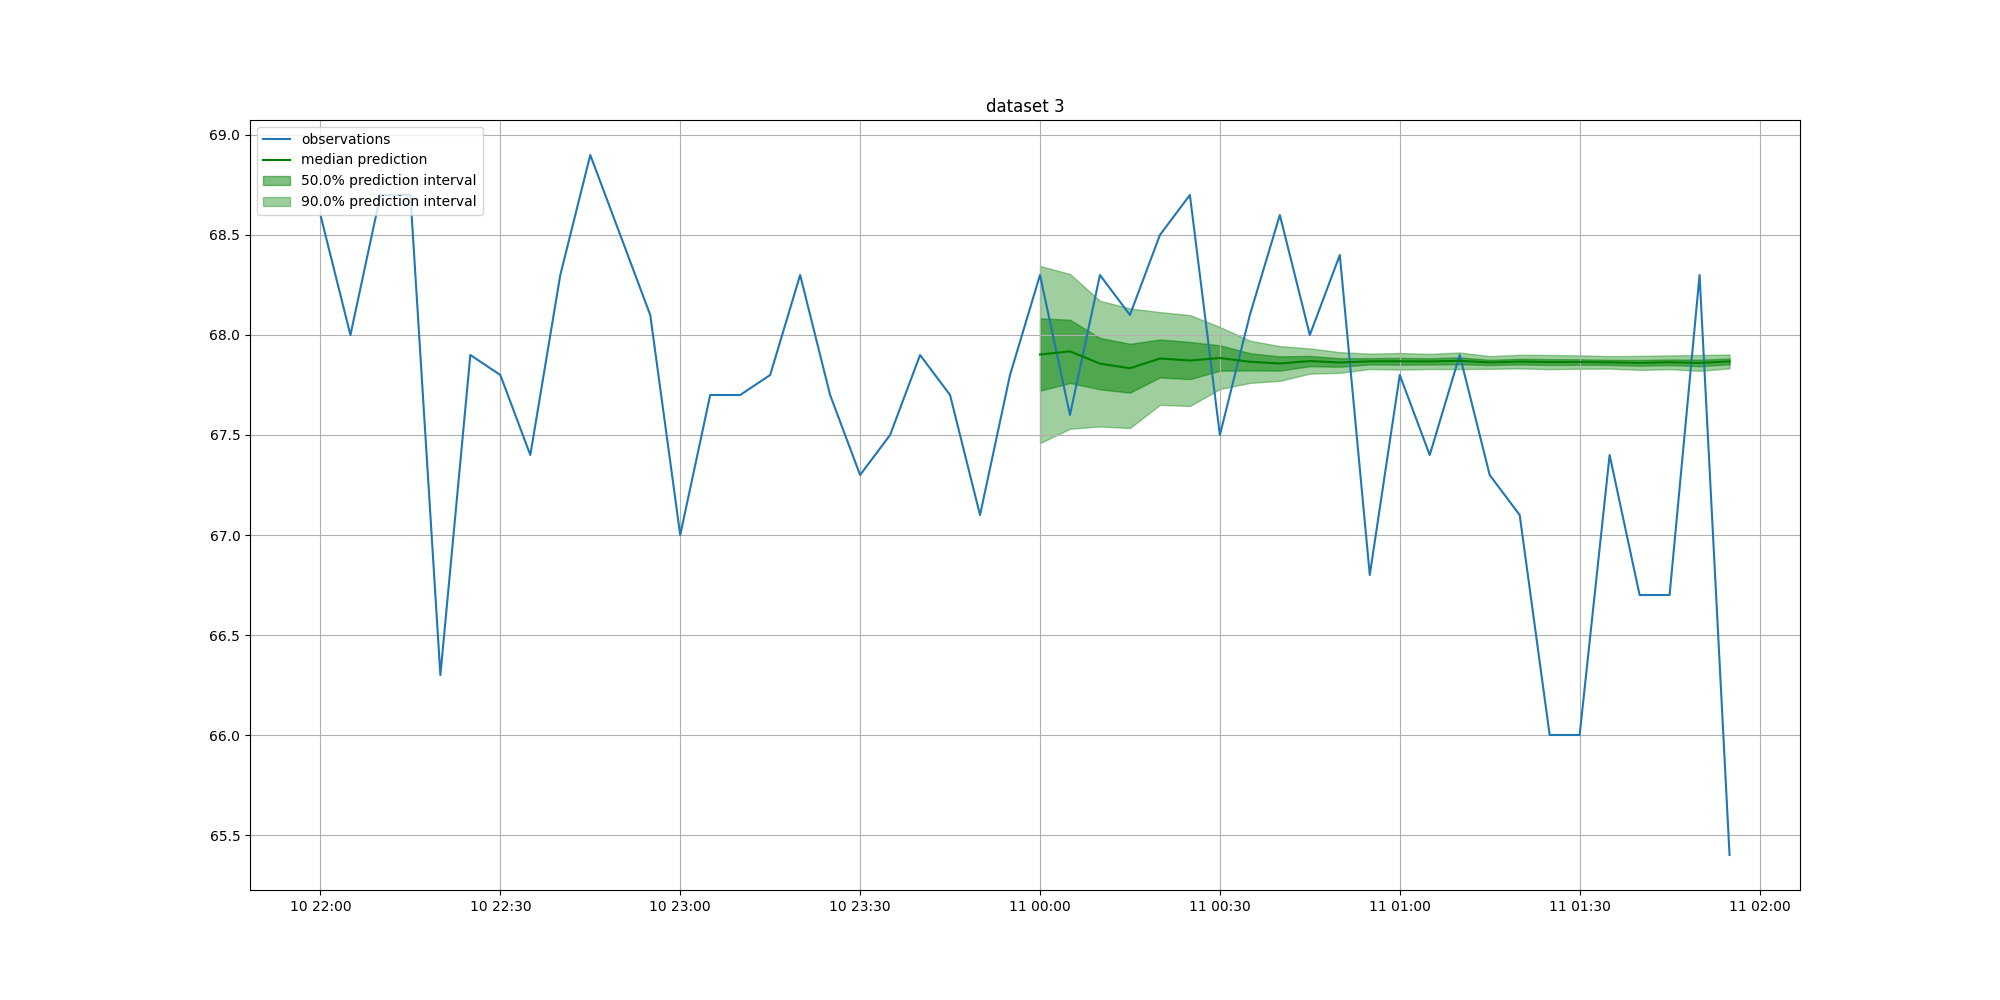 dataset 3
69.0
68.5
68.0
67.5
67.0
66.5
66.0
65.5
observations
median prediction
50.0% prediction interval
90.0% prediction interval
10 22:00 10 22:30 10 23:00 10 23:30 11 00:00 11 00:30 11 01:00 11 01:30 11 02:00